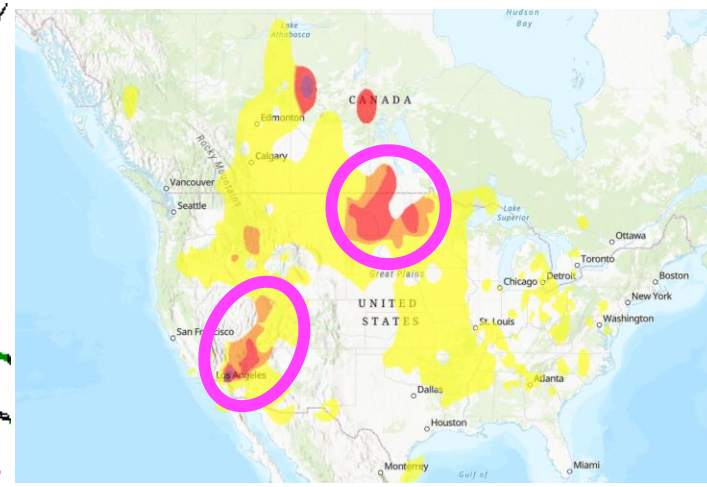 Hudson
Bay
Lake
Athabasca
CANADA
Edmonton
Rocky Mountains
Calgary
Vancouver
Seattle
Lake
Superior
Ottawa
Toronto
Great Plains
Chicago
Detroit
Boston
New York
UNITED
STATES
San Francisco
St. Louis
Washington
Los Angeles
Atlanta
Dallas
Houston
Monterrey
Gulf of
Miami